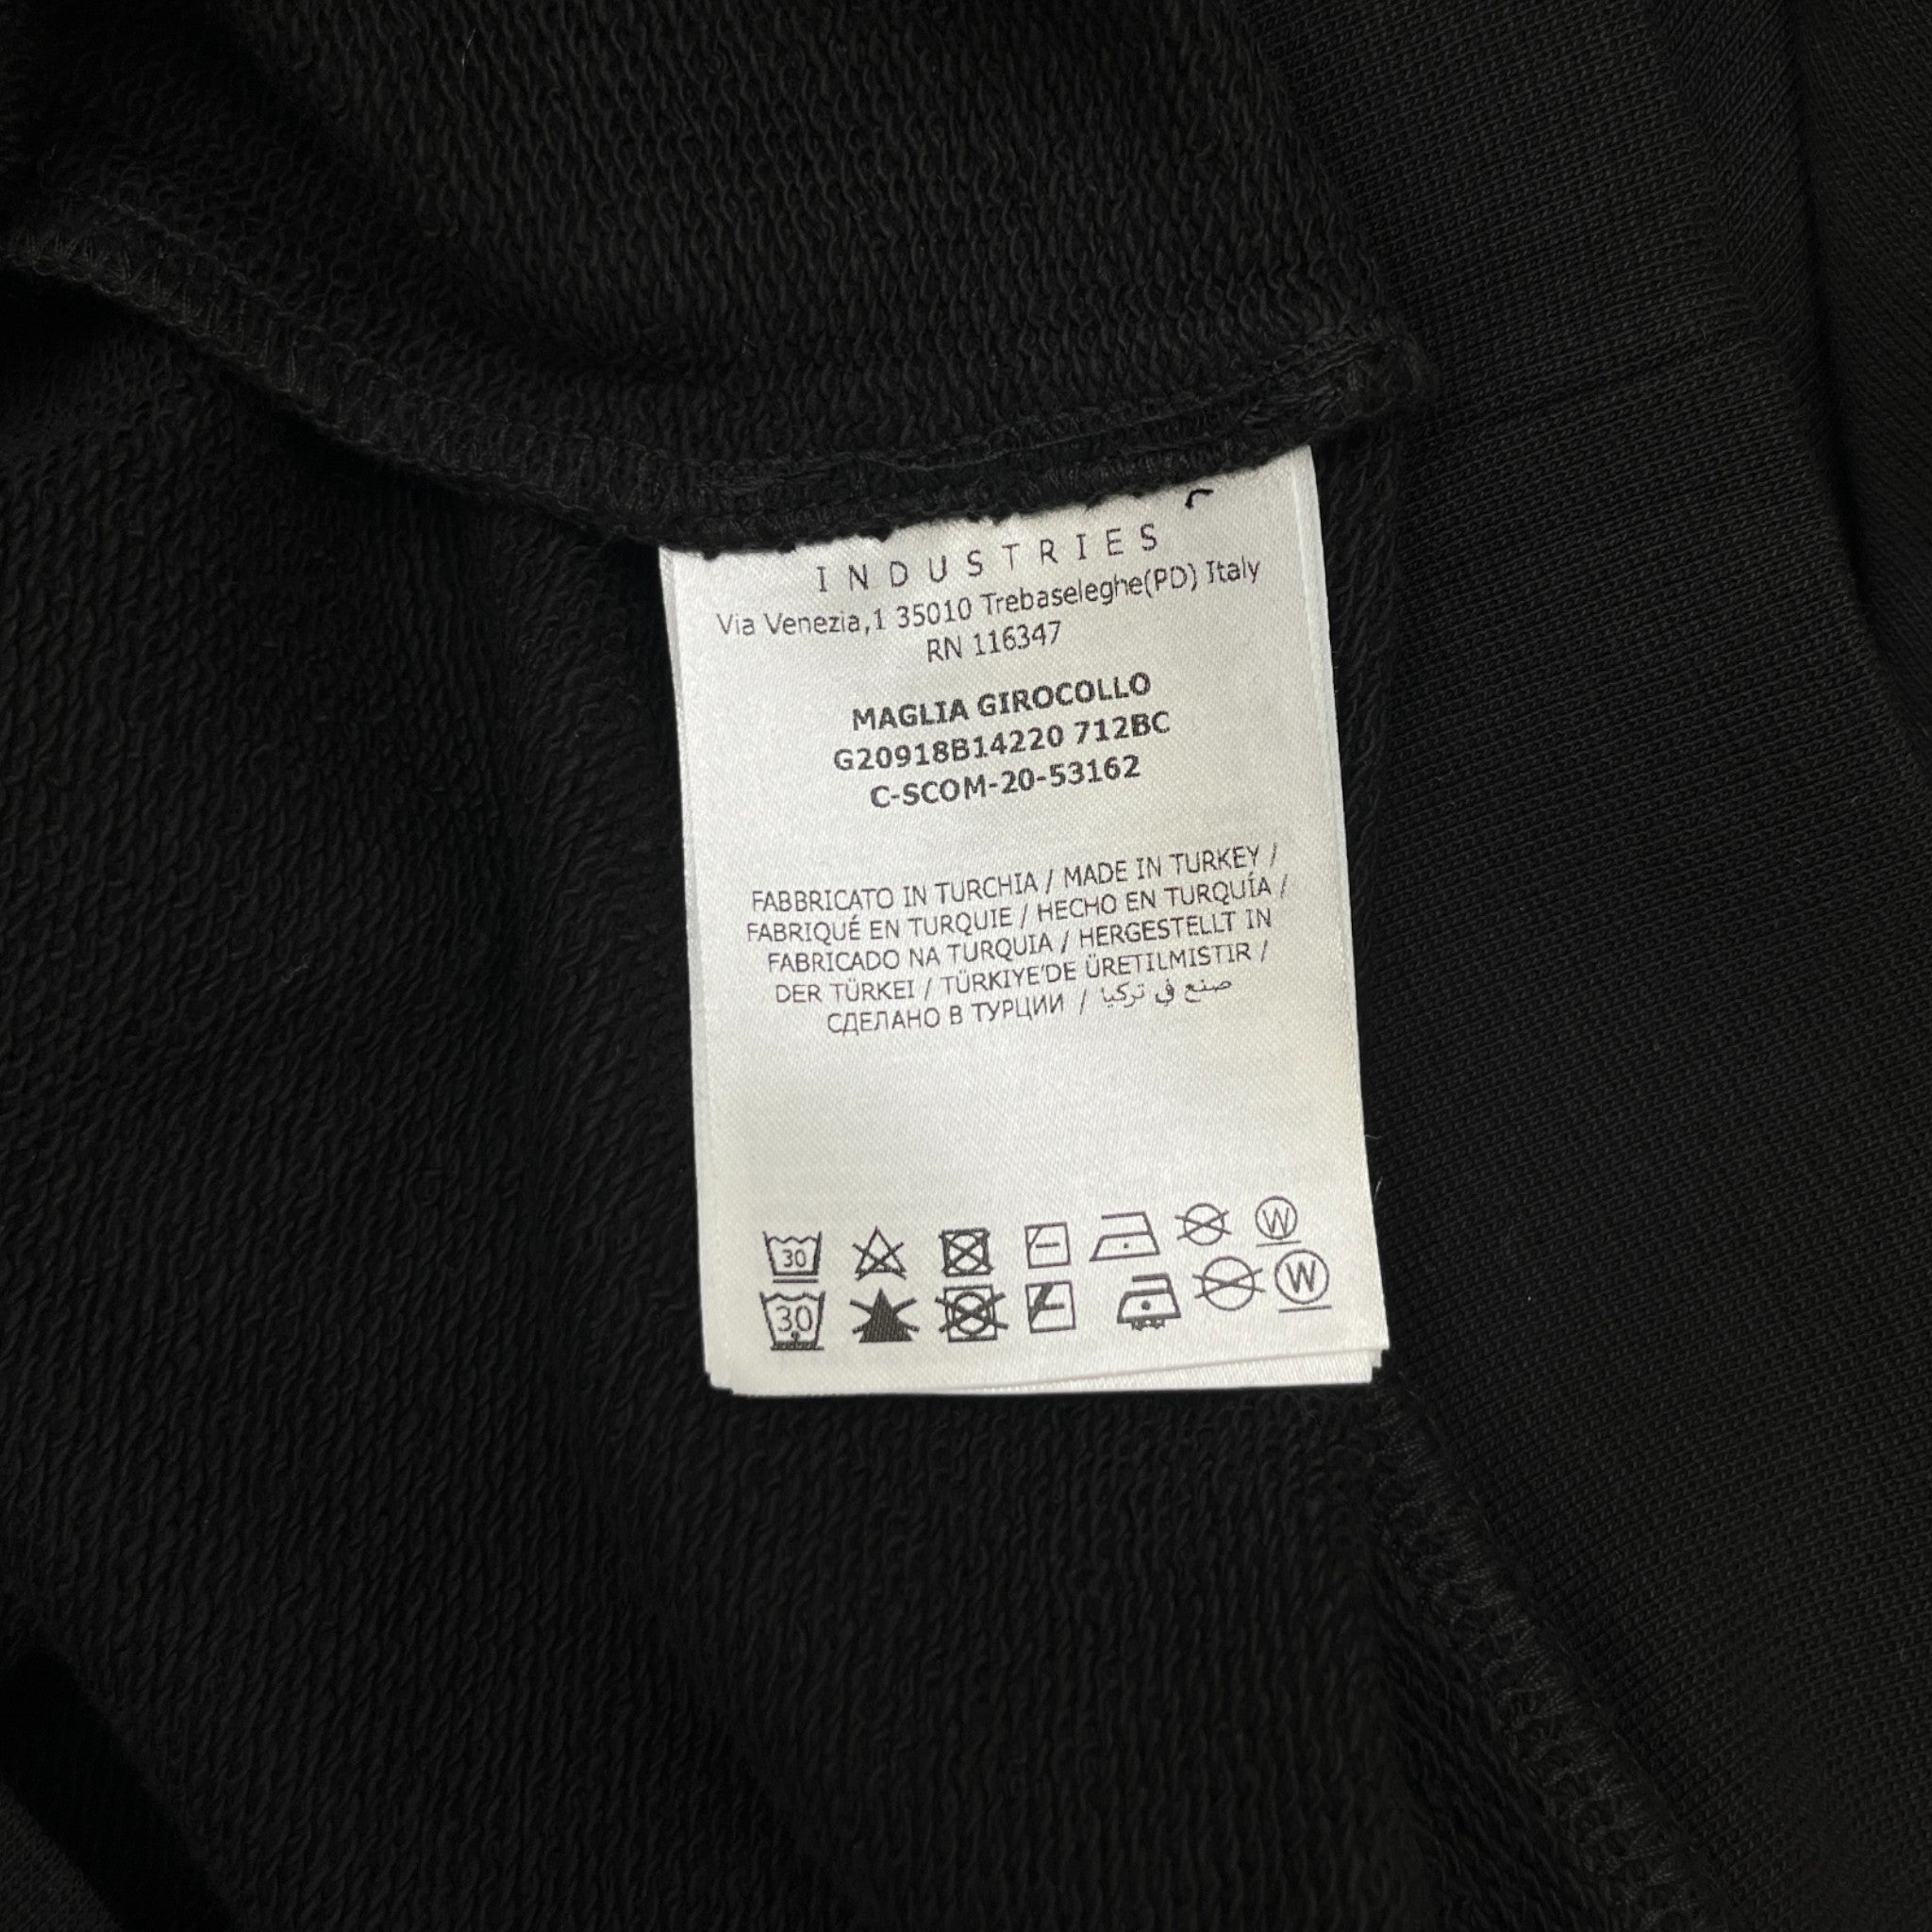 INDUSTRIES
Via Venezia,1 35010 Trebaseleghe(PD) Italy
RN 116347
MAGLIA GIROCOLLO
G20918B14220 712BC
C-SCOM-20-53162
FABBRICATO IN TURCHIA / MADE IN TURKEY /
FABRIQUÉ EN TURQUIE / HECHO EN TURQUÍA /
FABRICADO NA TURQUIA / HERGESTELLT IN
DER TÜRKEI / TÜRKIYE'DE ÜRETILMISTIR /
СДЕЛАНО В ТУРЦИИ / صنع في تركيا
30 W
30 W